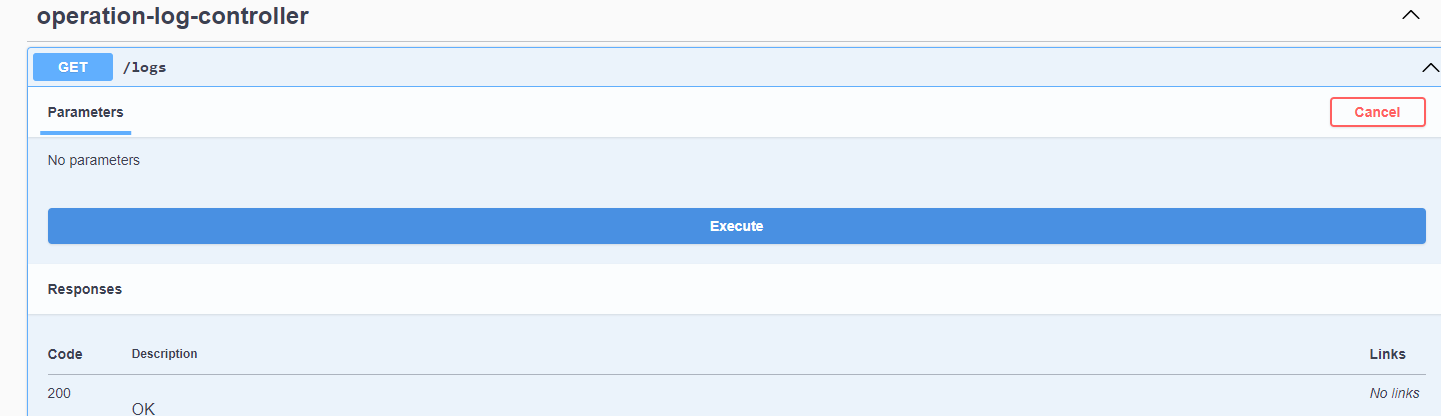 operation-log-controller
GET /logs
Parameters Cancel
No parameters
Execute
Responses
Code Description Links
200 No links
OK